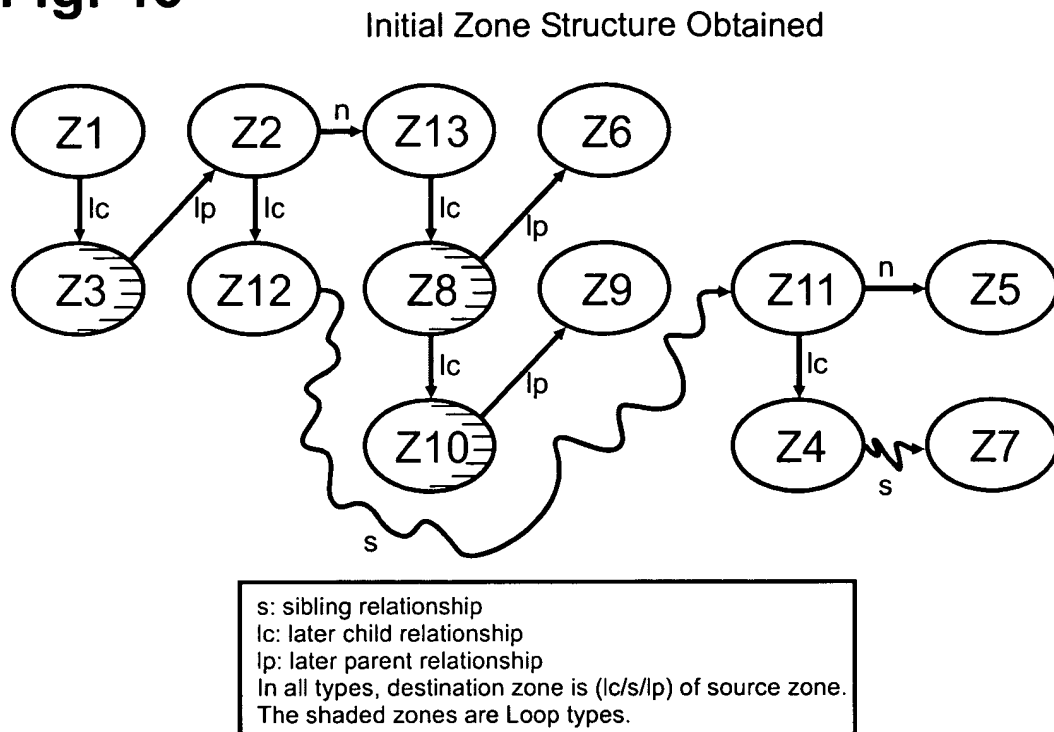 Initial Zone Structure Obtained
Z1
Z2
n
Z13
Z6
lc
lp
lc
lc
lp
Z3
Z12
Z8
Z9
Z11
n
Z5
lc
lp
lc
Z10
Z4
Z7
s
s
s: sibling relationship
lc: later child relationship
lp: later parent relationship
In all types, destination zone is (lc/s/lp) of source zone.
The shaded zones are Loop types.